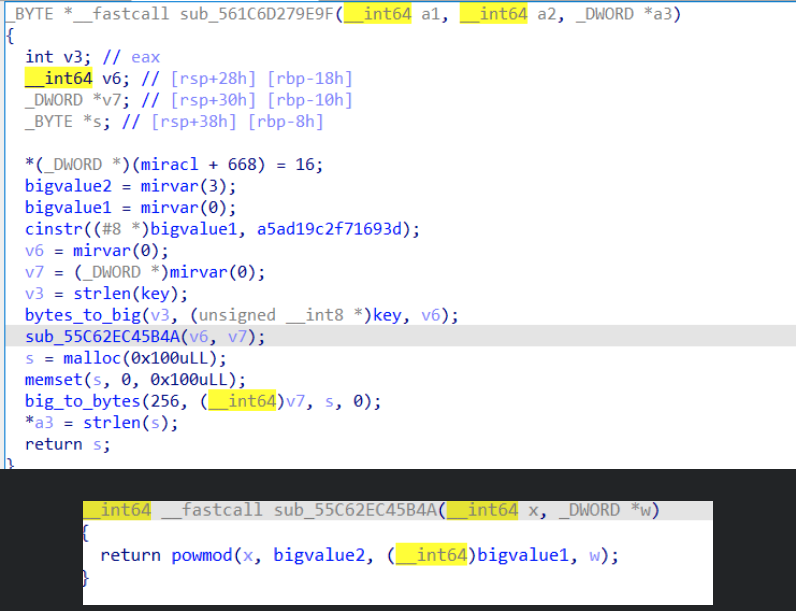 _BYTE *__fastcall sub_561C6D279E9F(__int64 a1, __int64 a2, _DWORD *a3)
{
int v3; // eax
__int64 v6; // [rsp+28h] [rbp-18h]
_DWORD *v7; // [rsp+30h] [rbp-10h]
_BYTE *s; // [rsp+38h] [rbp-8h]
*(_DWORD *)(miracl + 668) = 16;
bigvalue2 = mirvar(3);
bigvalue1 = mirvar(0);
cinstr((#8 *)bigvalue1, a5ad19c2f71693d);
v6 = mirvar(0);
v7 = (_DWORD *)mirvar(0);
v3 = strlen(key);
bytes_to_big(v3, (unsigned __int8 *)key, v6);
sub_55C62EC45B4A(v6, v7);
s = malloc(0x100uLL);
memset(s, 0, 0x100uLL);
big_to_bytes(256, (__int64)v7, s, 0);
*a3 = strlen(s);
return s;
}
__int64 __fastcall sub_55C62EC45B4A(__int64 x, _DWORD *w)
{
return powmod(x, bigvalue2, (__int64)bigvalue1, w);
}